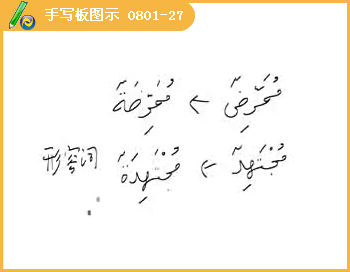 手写板图示 0801-27
مُمَرِّضٌ ← مُمَرِّضَةٌ
مُجْتَهِدٌ ← مُجْتَهِدَةٌ 形容词